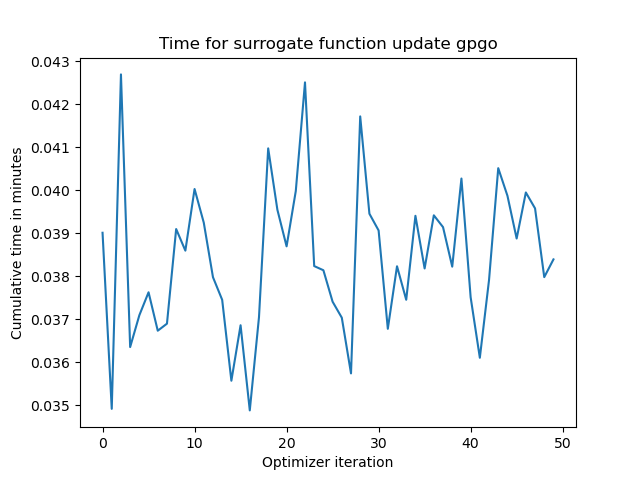 Time for surrogate function update gpgo
0.043
0.042
0.041
0.040
0.039
0.038
0.037
0.036
0.035
Cumulative time in minutes
0 10 20 30 40 50
Optimizer iteration